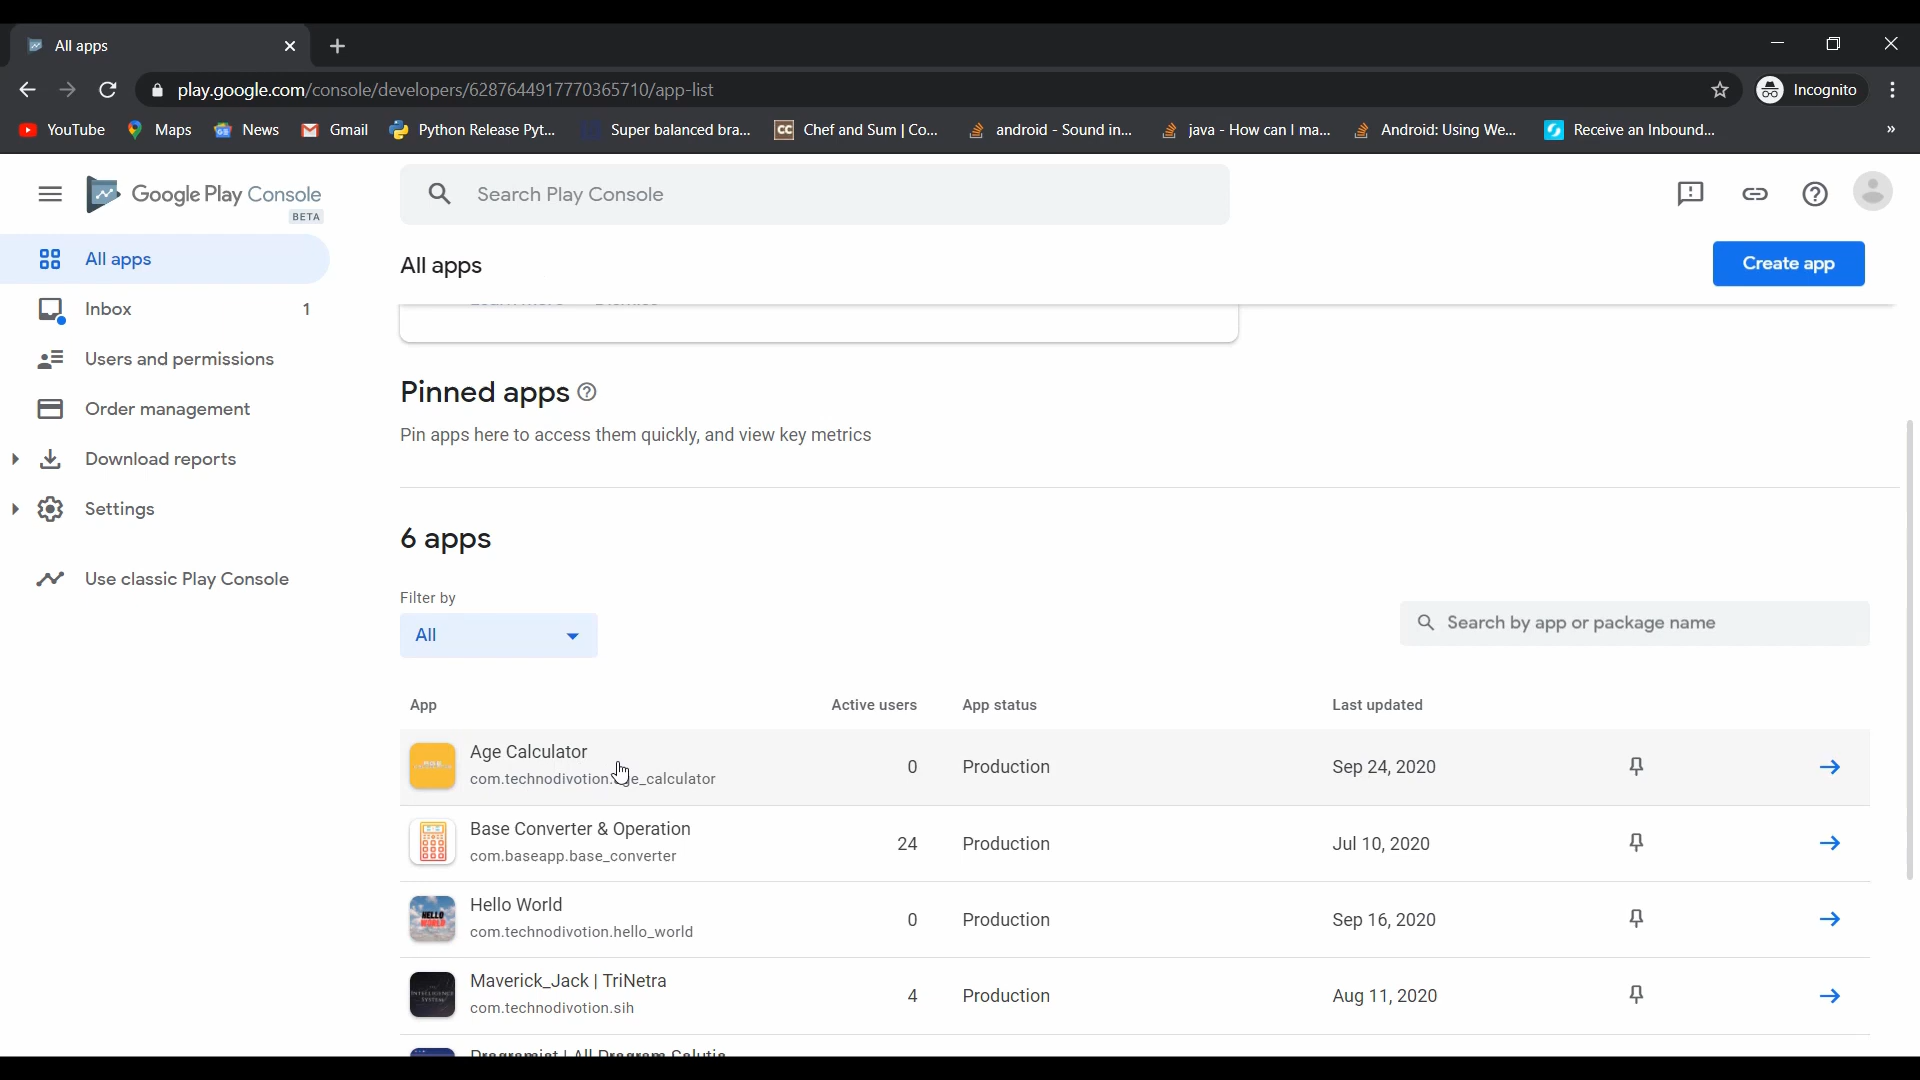 All apps
play.google.com/console/developers/6287644917770365710/app-list
Incognito
YouTube Maps News Gmail Python Release Pyt... Super balanced bra... CC Chef and Sum | Co... android - Sound in... java - How can I ma... Android: Using We... Receive an Inbound... »
Google Play Console
BETA
Search Play Console
All apps
Inbox 1
Users and permissions
Order management
Download reports
Settings
Use classic Play Console
All apps
Create app
Pinned apps
Pin apps here to access them quickly, and view key metrics
6 apps
Filter by
All
Search by app or package name
App Active users App status Last updated
Age Calculator
com.technodivotion. e_calculator
0 Production Sep 24, 2020
Base Converter & Operation
com.baseapp.base_converter
24 Production Jul 10, 2020
HELLO WORLD
Hello World
com.technodivotion.hello_world
0 Production Sep 16, 2020
Maverick_Jack | TriNetra
com.technodivotion.sih
4 Production Aug 11, 2020